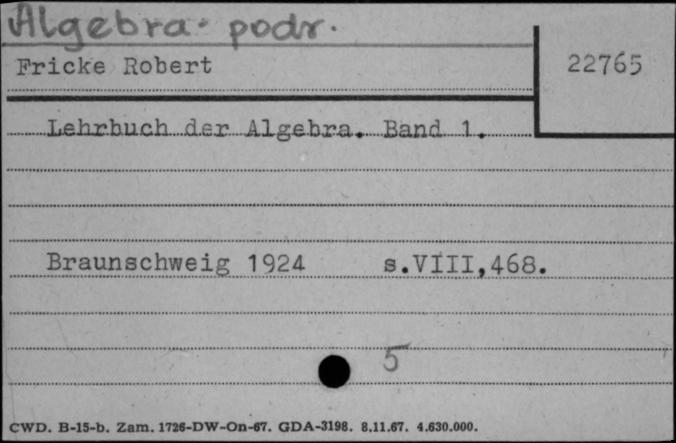 Algebra - podr.
Fricke Robert
22765
Lehrbuch der Algebra. Band 1.
Braunschweig 1924 s.VIII,468.
5
CWD. B-15-b. Zam. 1726-DW-On-67. GDA-3198. 8.11.67. 4.630.000.